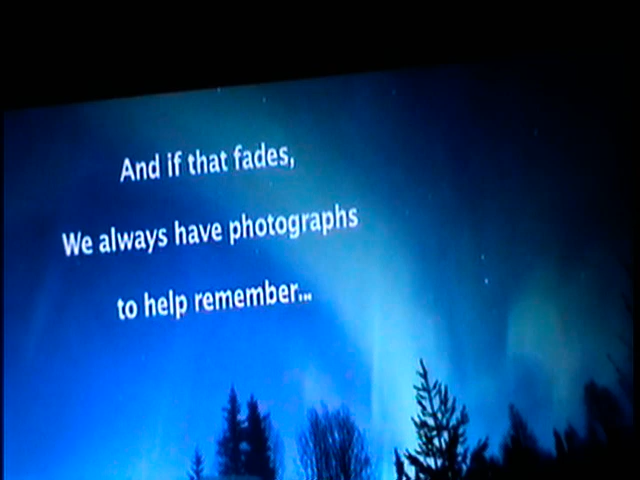 And if that fades,
We always have photographs
to help remember...